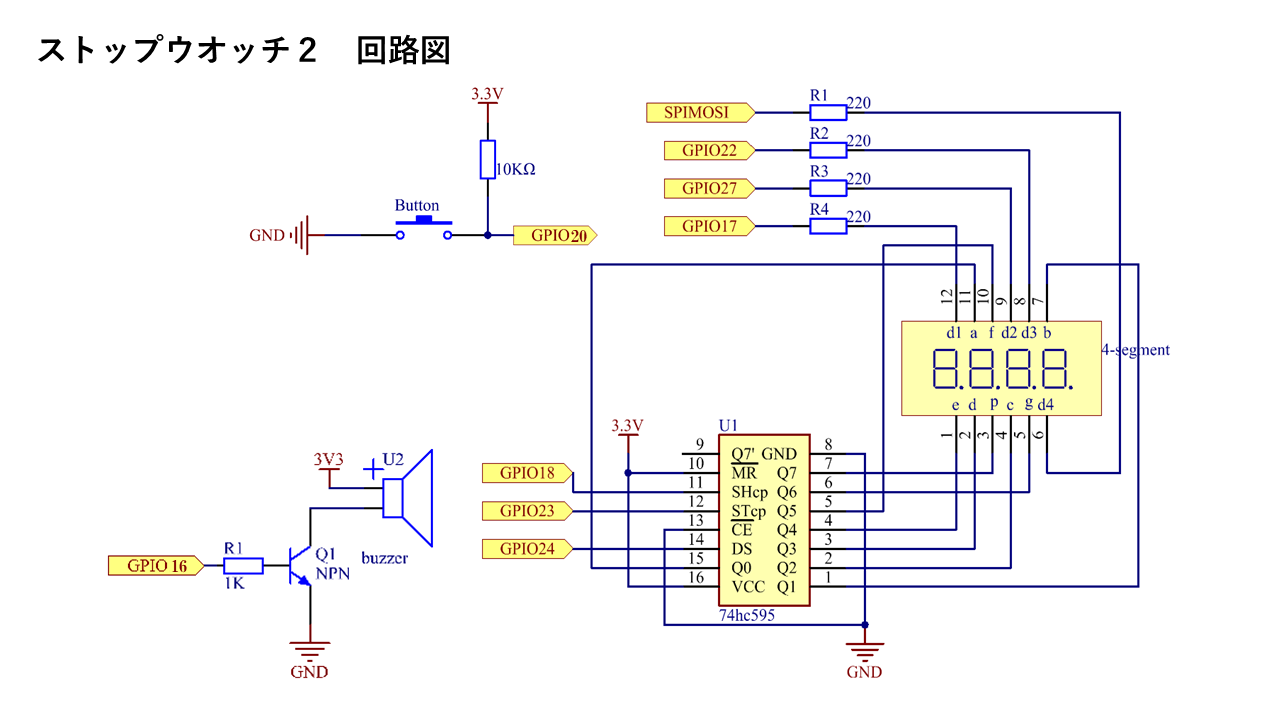 ストップウオッチ２　回路図
3.3V
10KΩ
Button
GND
GPIO20
SPIMOSI
R1
220
GPIO22
R2
220
GPIO27
R3
220
GPIO17
R4
220
12
11
10
9
8
7
d1 a f d2 d3 b
4-segment
e d p c g d4
1
2
3
4
5
6
3.3V
U1
9 Q7' GND 8
10 MR Q7 7
11 SHcp Q6 6
12 STcp Q5 5
13 CE Q4 4
14 DS Q3 3
15 Q0 Q2 2
16 VCC Q1 1
74hc595
GPIO18
GPIO23
GPIO24
GND
3V3
+
U2
buzzer
GPIO 16
R1
1K
Q1
NPN
GND